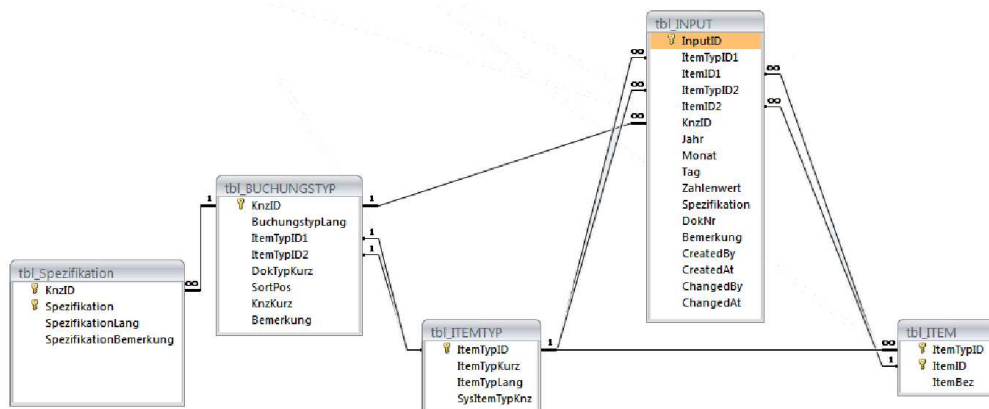 tbl_INPUT
InputID
ItemTypID1
ItemID1
ItemTypID2
ItemID2
KnzID
Jahr
Monat
Tag
Zahlenwert
Spezifikation
DokNr
Bemerkung
CreatedBy
CreatedAt
ChangedBy
ChangedAt
∞
∞
∞
∞
∞
tbl_BUCHUNGSTYP
KnzID
BuchungstypLang
ItemTypID1
ItemTypID2
DokTypKurz
SortPos
KnzKurz
Bemerkung
1
1
1
1
tbl_Spezifikation
KnzID
Spezifikation
SpezifikationLang
SpezifikationBemerkung
∞
tbl_ITEMTYP
ItemTypID
ItemTypKurz
ItemTypLang
SysItemTypKnz
1
tbl_ITEM
ItemTypID
ItemID
ItemBez
∞
1